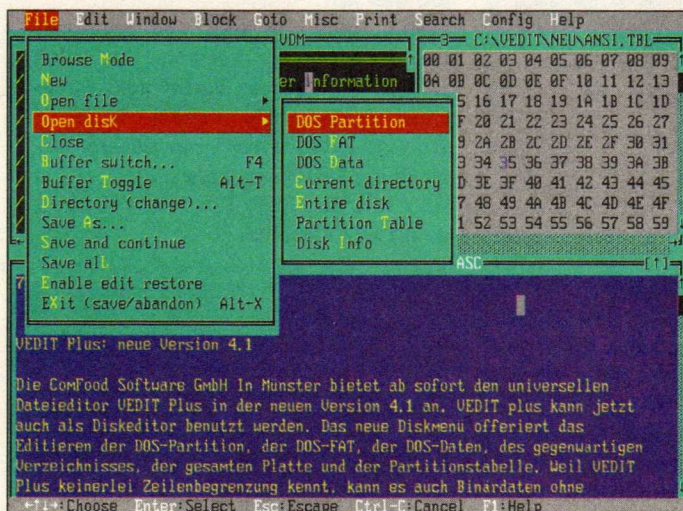 File Edit Window Block Goto Misc Print Search Config Help
VDM 3 C:\VEDIT\NEU\ANSI.TBL
Browse Mode
New
Open file
Open disK
Close
Buffer switch... F4
Buffer Toggle Alt-T
Directory (change)...
Save As...
Save and continue
Save alL
Enable edit restore
EXit (save/abandon) Alt-X
er Information
DOS Partition
DOS FAT
DOS Data
Current directory
Entire disk
Partition Table
Disk Info
00 01 02 03 04 05 06 07 08 09
0A 0B 0C 0D 0E 0F 10 11 12 13
5 16 17 18 19 1A 1B 1C 1D
F 20 21 22 23 24 25 26 27
9 2A 2B 2C 2D 2E 2F 30 31
3 34 35 36 37 38 39 3A 3B
D 3E 3F 40 41 42 43 44 45
7 48 49 4A 4B 4C 4D 4E 4F
1 52 53 54 55 56 57 58 59
ASC [↑]
7
VEDIT Plus: neue Version 4.1
Die ComFood Software GmbH In Munster bietet ab sofort den universellen
Dateieditor VEDIT Plus in der neuen Version 4.1 an. VEDIT plus kann jetzt
auch als Diskeditor benutzt werden. Das neue Diskmenü offeriert das
Editieren der DOS-Partition, der DOS-FAT, der DOS-Daten, des gegenwartigen
Verzeichnisses, der gesamten Platte und der Partitionstabelle. Weil VEDIT
Plus keinerlei Zeilenbegrenzung kennt, kann es auch Binardaten ohne
←↑↓→:Choose Enter:Select Esc:Escape Ctrl-C:Cancel F1:Help